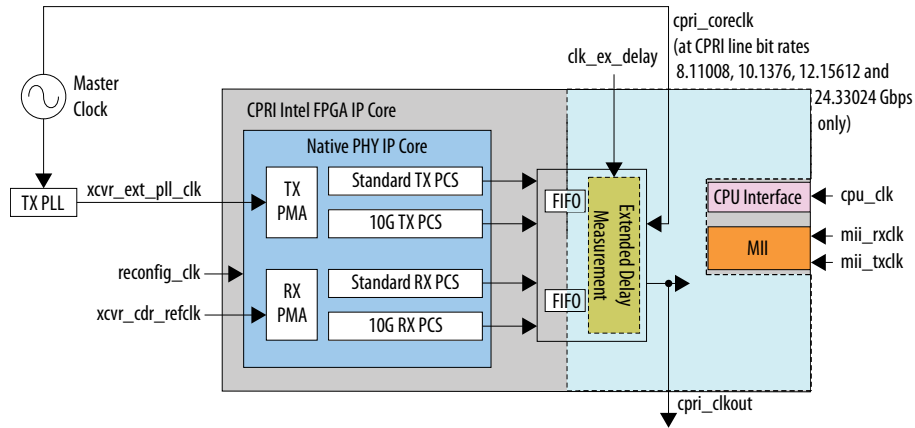 cpri_coreclk
(at CPRI line bit rates
8.11008, 10.1376, 12.15612 and
24.33024 Gbps
only)
clk_ex_delay
Master
Clock
CPRI Intel FPGA IP Core
Native PHY IP Core
TX PLL
xcvr_ext_pll_clk
TX
PMA
Standard TX PCS
10G TX PCS
FIFO
Extended Delay
Measurement
CPU Interface
cpu_clk
MII
mii_rxclk
mii_txclk
reconfig_clk
xcvr_cdr_refclk
RX
PMA
Standard RX PCS
10G RX PCS
FIFO
cpri_clkout